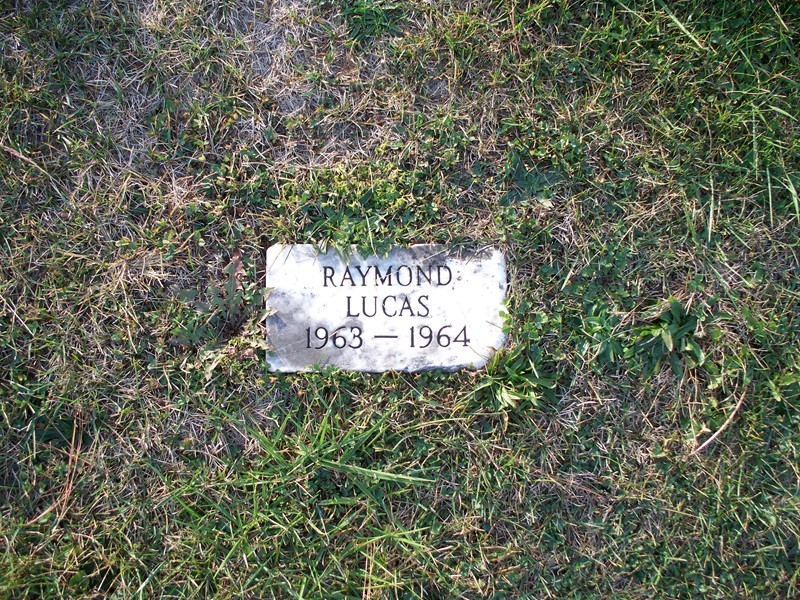 RAYMOND
LUCAS
1963 — 1964